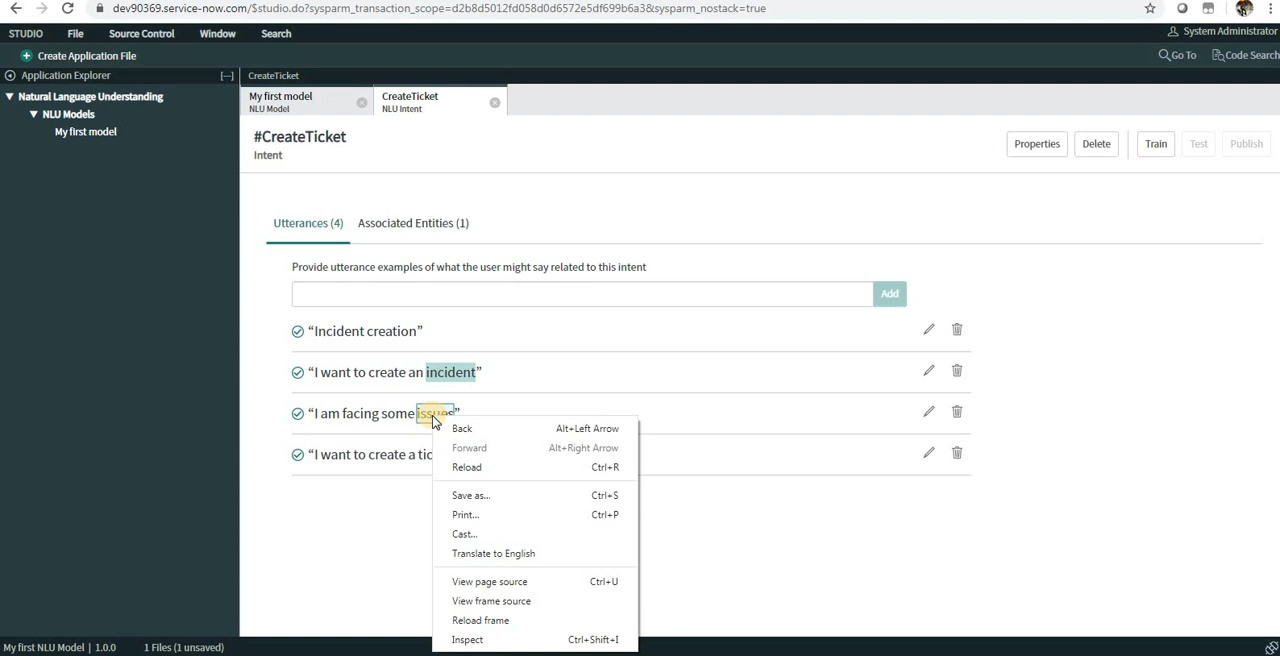 dev90369.service-now.com/$studio.do?sysparm_transaction_scope=d2b8d5012fd058d0d6572e5df699b6a3&sysparm_nostack=true
STUDIO File Source Control Window Search System Administrator
Create Application File Go To Code Search
Application Explorer [—] CreateTicket
Natural Language Understanding
NLU Models
My first model
My first model
NLU Model
CreateTicket
NLU Intent
#CreateTicket
Intent
Properties Delete Train Test Publish
Utterances (4) Associated Entities (1)
Provide utterance examples of what the user might say related to this intent
Add
“Incident creation”
“I want to create an incident”
“I am facing some issues”
“I want to create a tic
Back Alt+Left Arrow
Forward Alt+Right Arrow
Reload Ctrl+R
Save as... Ctrl+S
Print... Ctrl+P
Cast...
Translate to English
View page source Ctrl+U
View frame source
Reload frame
Inspect Ctrl+Shift+I
My first NLU Model | 1.0.0 1 Files (1 unsaved)